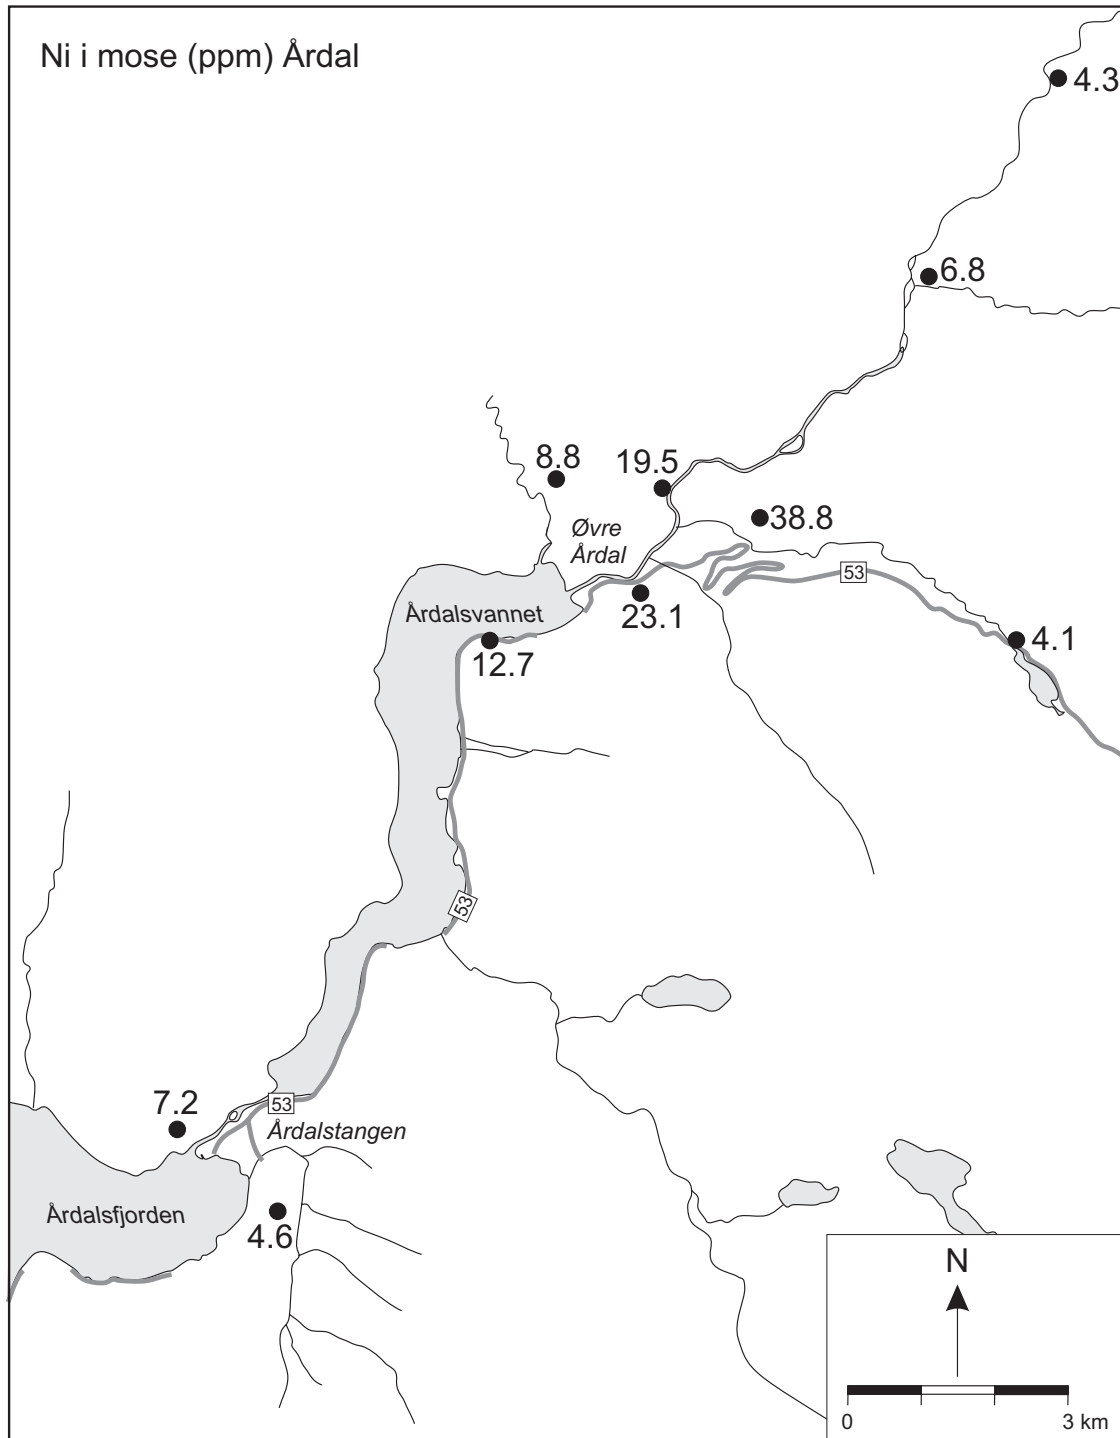 Ni i mose (ppm) Årdal
4.3
6.8
8.8
19.5
38.8
Øvre
Årdal
53
Årdalsvannet
23.1
4.1
12.7
53
7.2
53
Årdalstangen
Årdalsfjorden
4.6
N
0
3 km